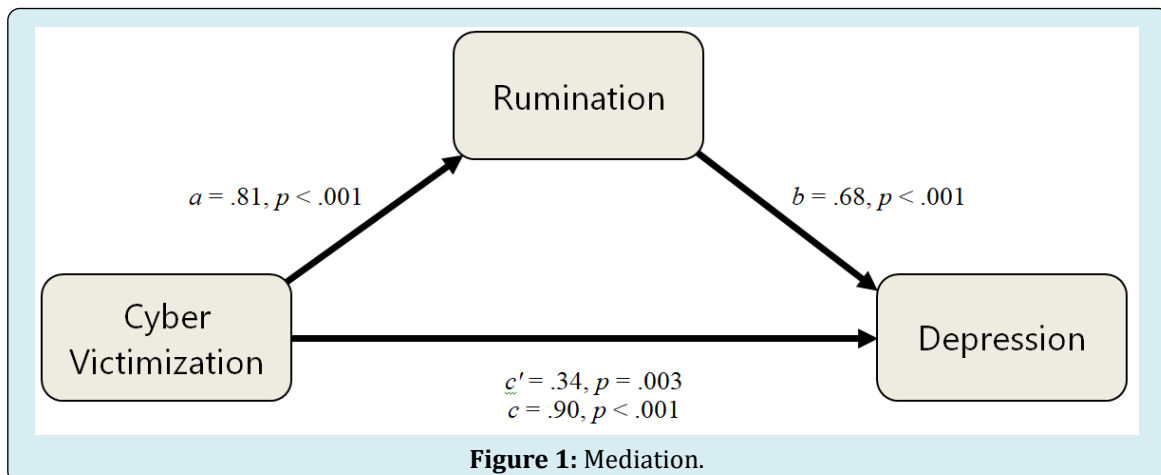 Rumination
a = .81, p < .001
b = .68, p < .001
Cyber
Victimization
Depression
c' = .34, p = .003
c = .90, p < .001
Figure 1: Mediation.